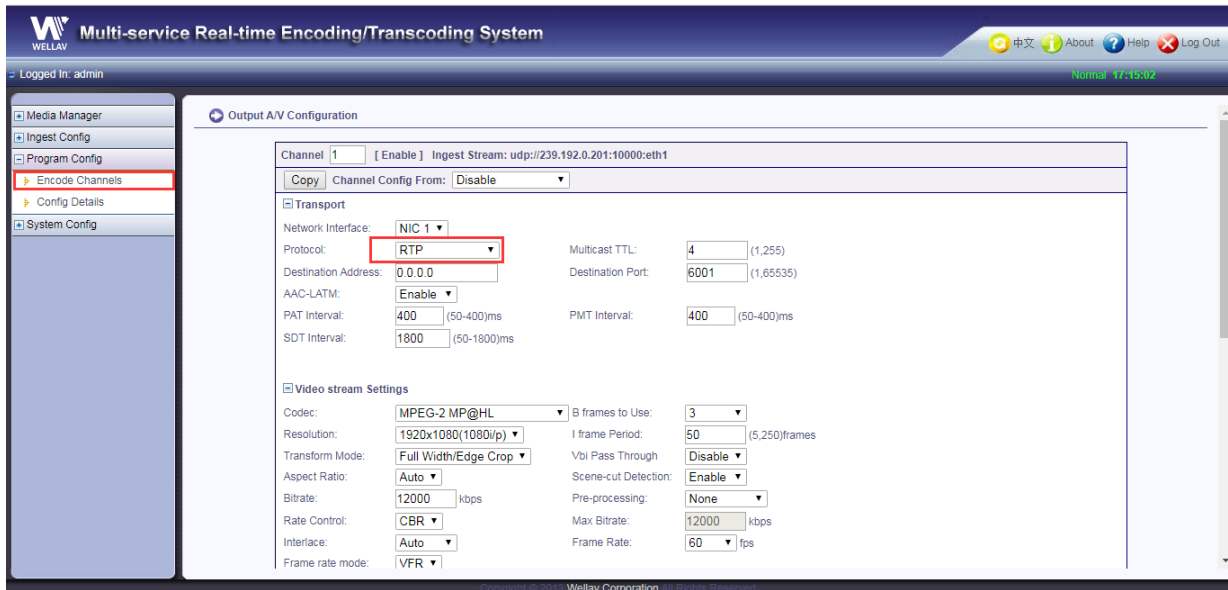 WELLAV
Multi-service Real-time Encoding/Transcoding System
中文 About Help Log Out
Logged In: admin
Normal 17:15:02
Media Manager
Ingest Config
Program Config
Encode Channels
Config Details
System Config
Output A/V Configuration
Channel 1 [ Enable ] Ingest Stream: udp://239.192.0.201:10000:eth1
Copy Channel Config From: Disable
Transport
Network Interface: NIC 1
Protocol: RTP Multicast TTL: 4 (1,255)
Destination Address: 0.0.0.0 Destination Port: 6001 (1,65535)
AAC-LATM: Enable
PAT Interval: 400 (50-400)ms PMT Interval: 400 (50-400)ms
SDT Interval: 1800 (50-1800)ms
Video stream Settings
Codec: MPEG-2 MP@HL B frames to Use: 3
Resolution: 1920x1080(1080i/p) I frame Period: 50 (5,250)frames
Transform Mode: Full Width/Edge Crop Vbi Pass Through Disable
Aspect Ratio: Auto Scene-cut Detection: Enable
Bitrate: 12000 kbps Pre-processing: None
Rate Control: CBR Max Bitrate: 12000 kbps
Interlace: Auto Frame Rate: 60 fps
Frame rate mode: VFR
Copyright © 2013 Wellav Corporation All Rights Reserved